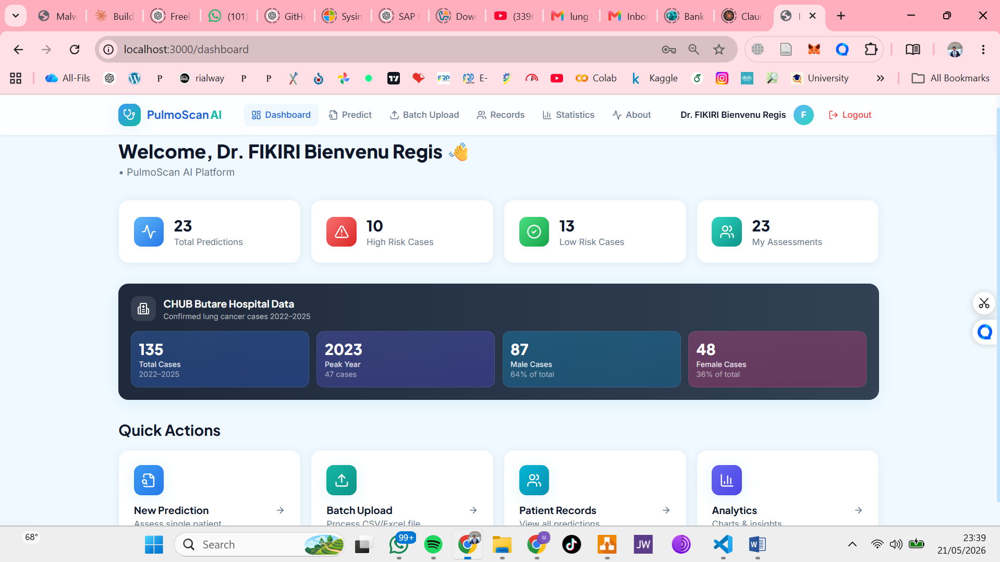 Malw
Build
Freel
(101)
GitHu
Sysin
SAP
Down
(339
lung
Inbo
Bank
Clau
localhost:3000/dashboard
All-Fils
P
rialway
P
P
E-
Colab
Kaggle
University
All Bookmarks
PulmoScan AI
Dashboard
Predict
Batch Upload
Records
Statistics
About
Dr. FIKIRI Bienvenu Regis
F
Logout
Welcome, Dr. FIKIRI Bienvenu Regis 👋
• PulmoScan AI Platform
23
Total Predictions
10
High Risk Cases
13
Low Risk Cases
23
My Assessments
CHUB Butare Hospital Data
Confirmed lung cancer cases 2022–2025
135
Total Cases
2022–2025
2023
Peak Year
47 cases
87
Male Cases
64% of total
48
Female Cases
36% of total
Quick Actions
New Prediction
Assess single patient
Batch Upload
Process CSV/Excel file
Patient Records
View all predictions
Analytics
Charts & insights
68°
Search
99+
u
JW
W
23:39
21/05/2026